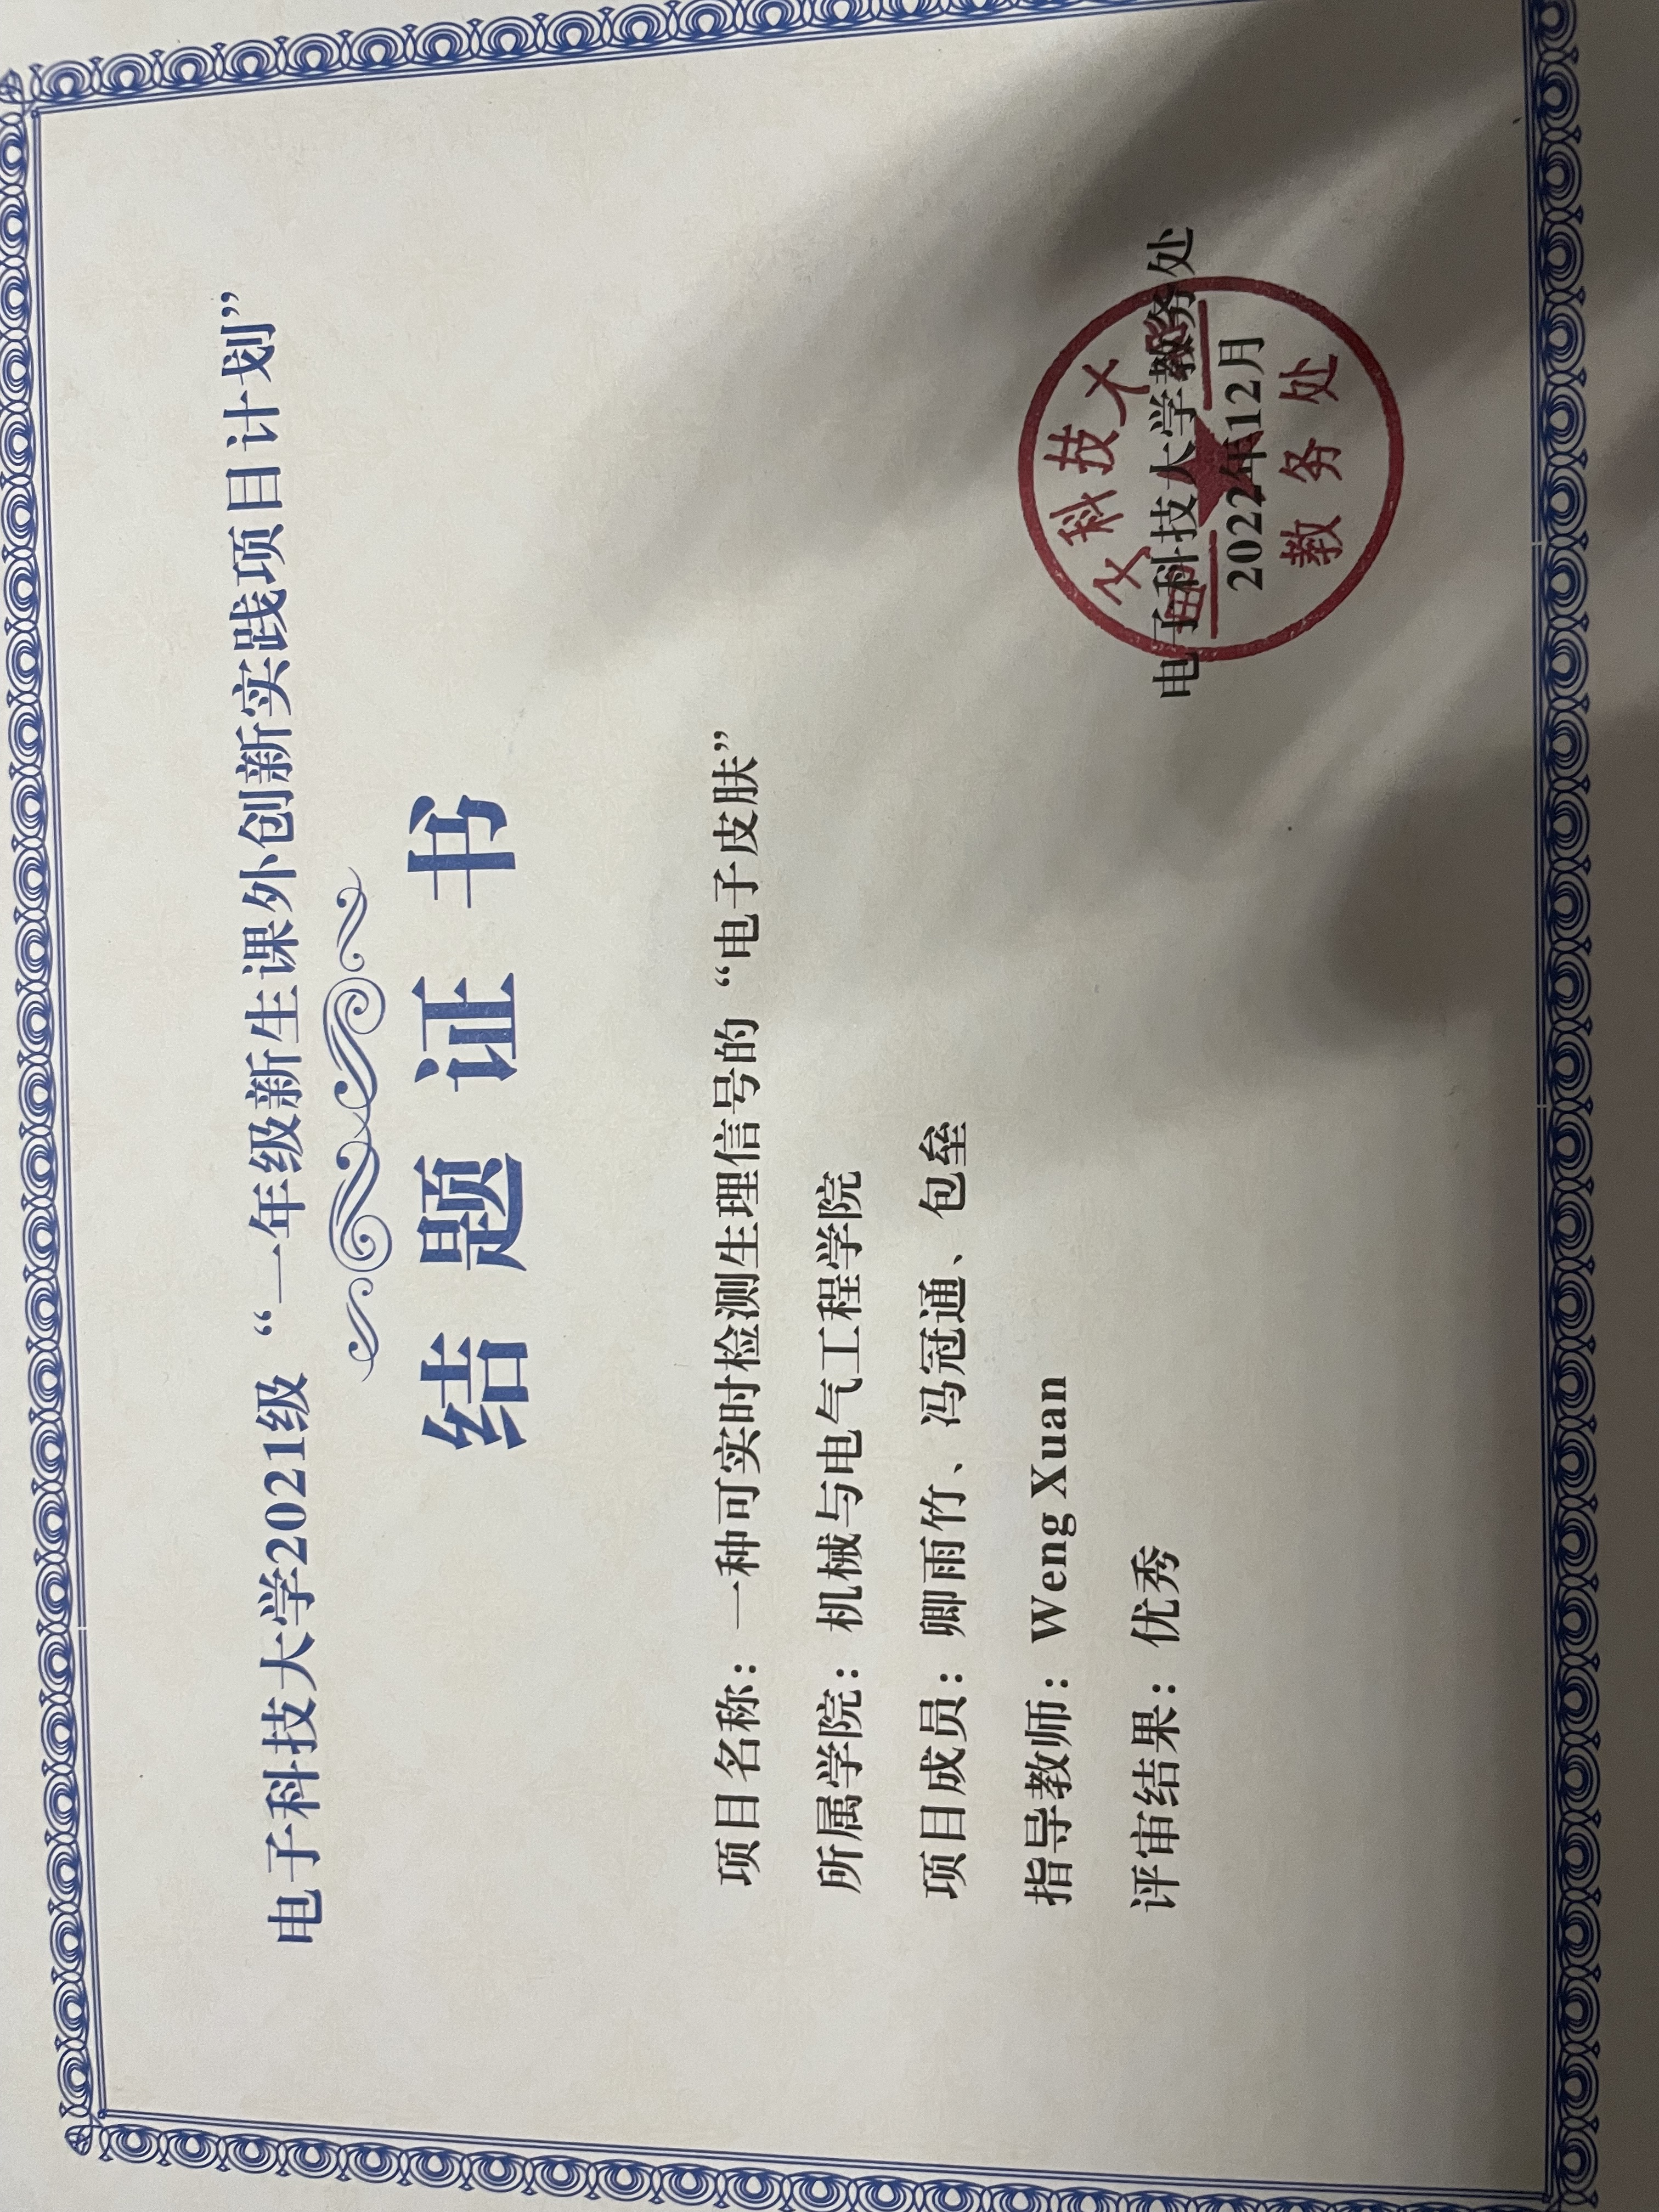 电子科技大学2021级“一年级新生课外创新实践项目计划”
结题证书
项目名称：一种可实时检测生理信号的“电子皮肤”
所属学院：机械与电气工程学院
项目成员：卿雨竹、冯冠通、包垒
指导教师：Weng Xuan
评审结果：优秀
电子科技大学教务处
2022年12月
电子科技大学
教务处